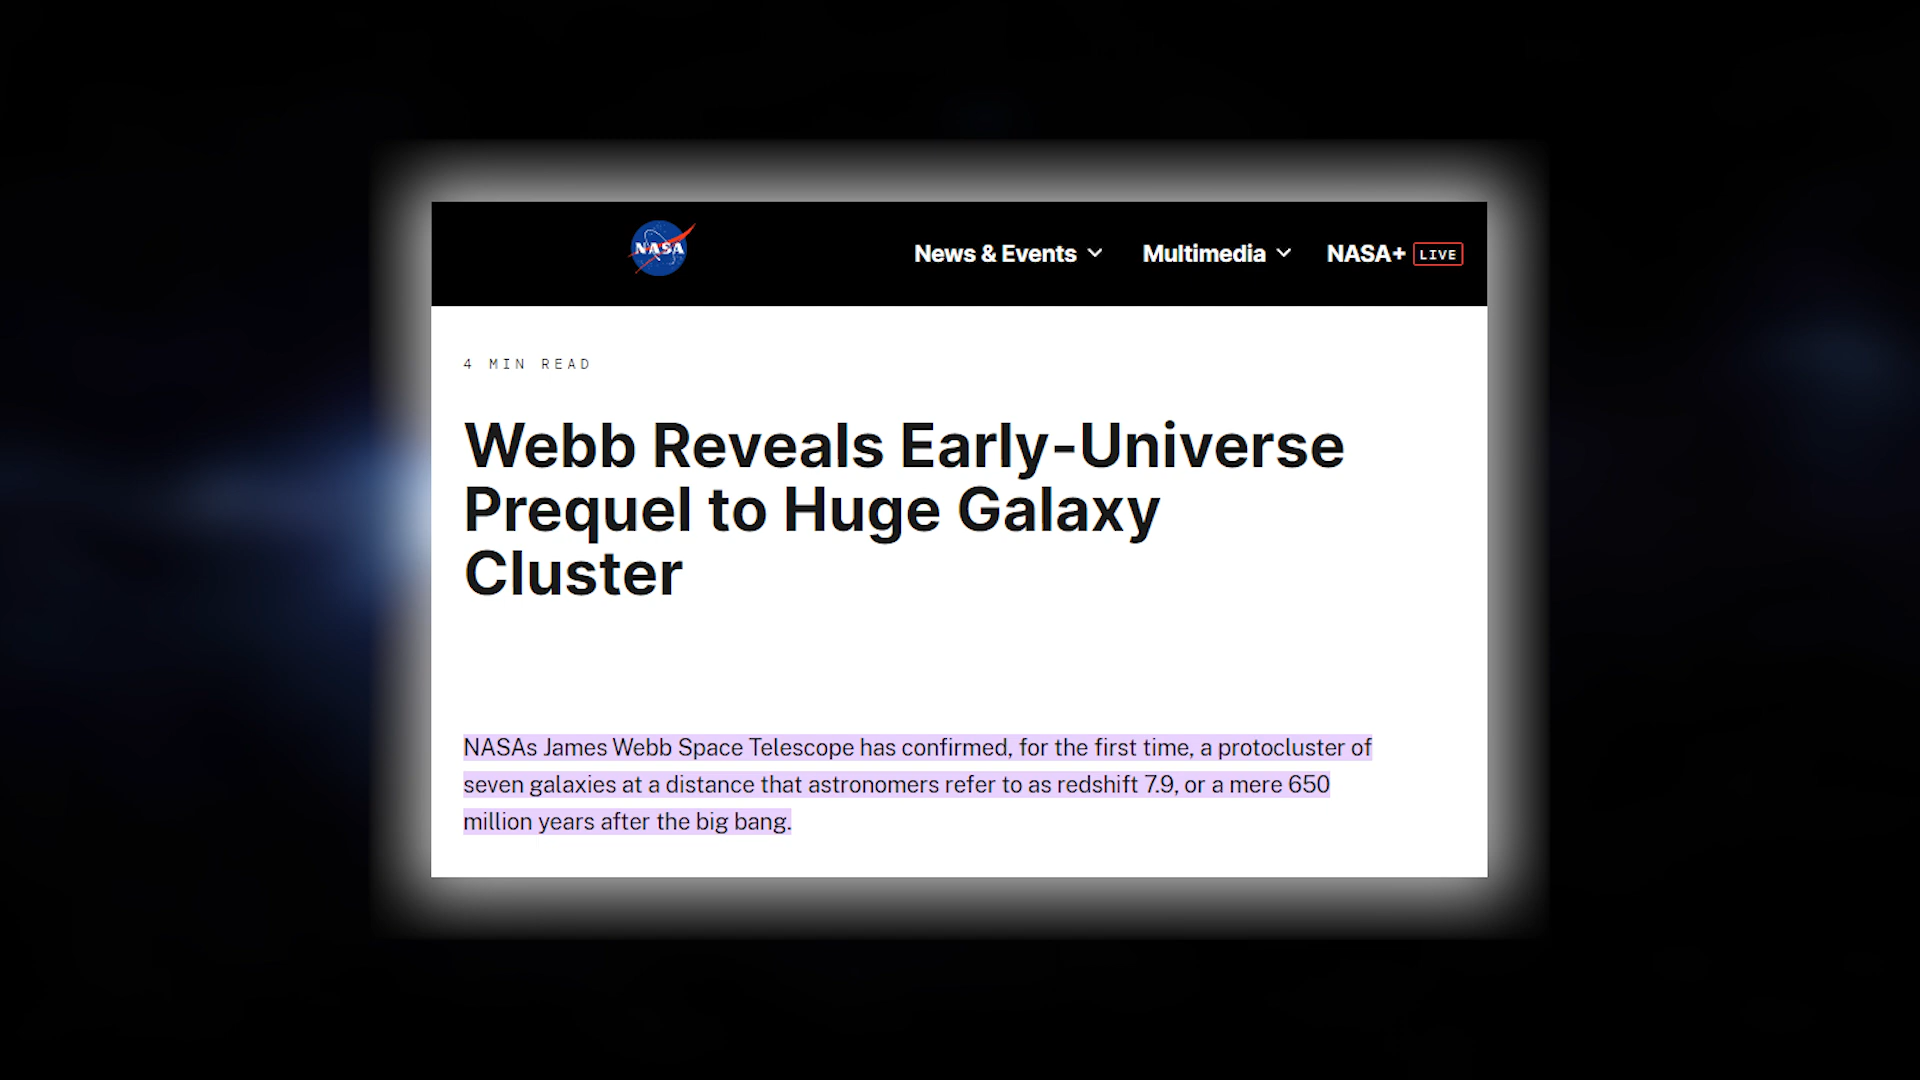 NASA
News & Events
Multimedia
NASA+ LIVE
4 MIN READ
Webb Reveals Early-Universe
Prequel to Huge Galaxy
Cluster
NASAs James Webb Space Telescope has confirmed, for the first time, a protocluster of
seven galaxies at a distance that astronomers refer to as redshift 7.9, or a mere 650
million years after the big bang.